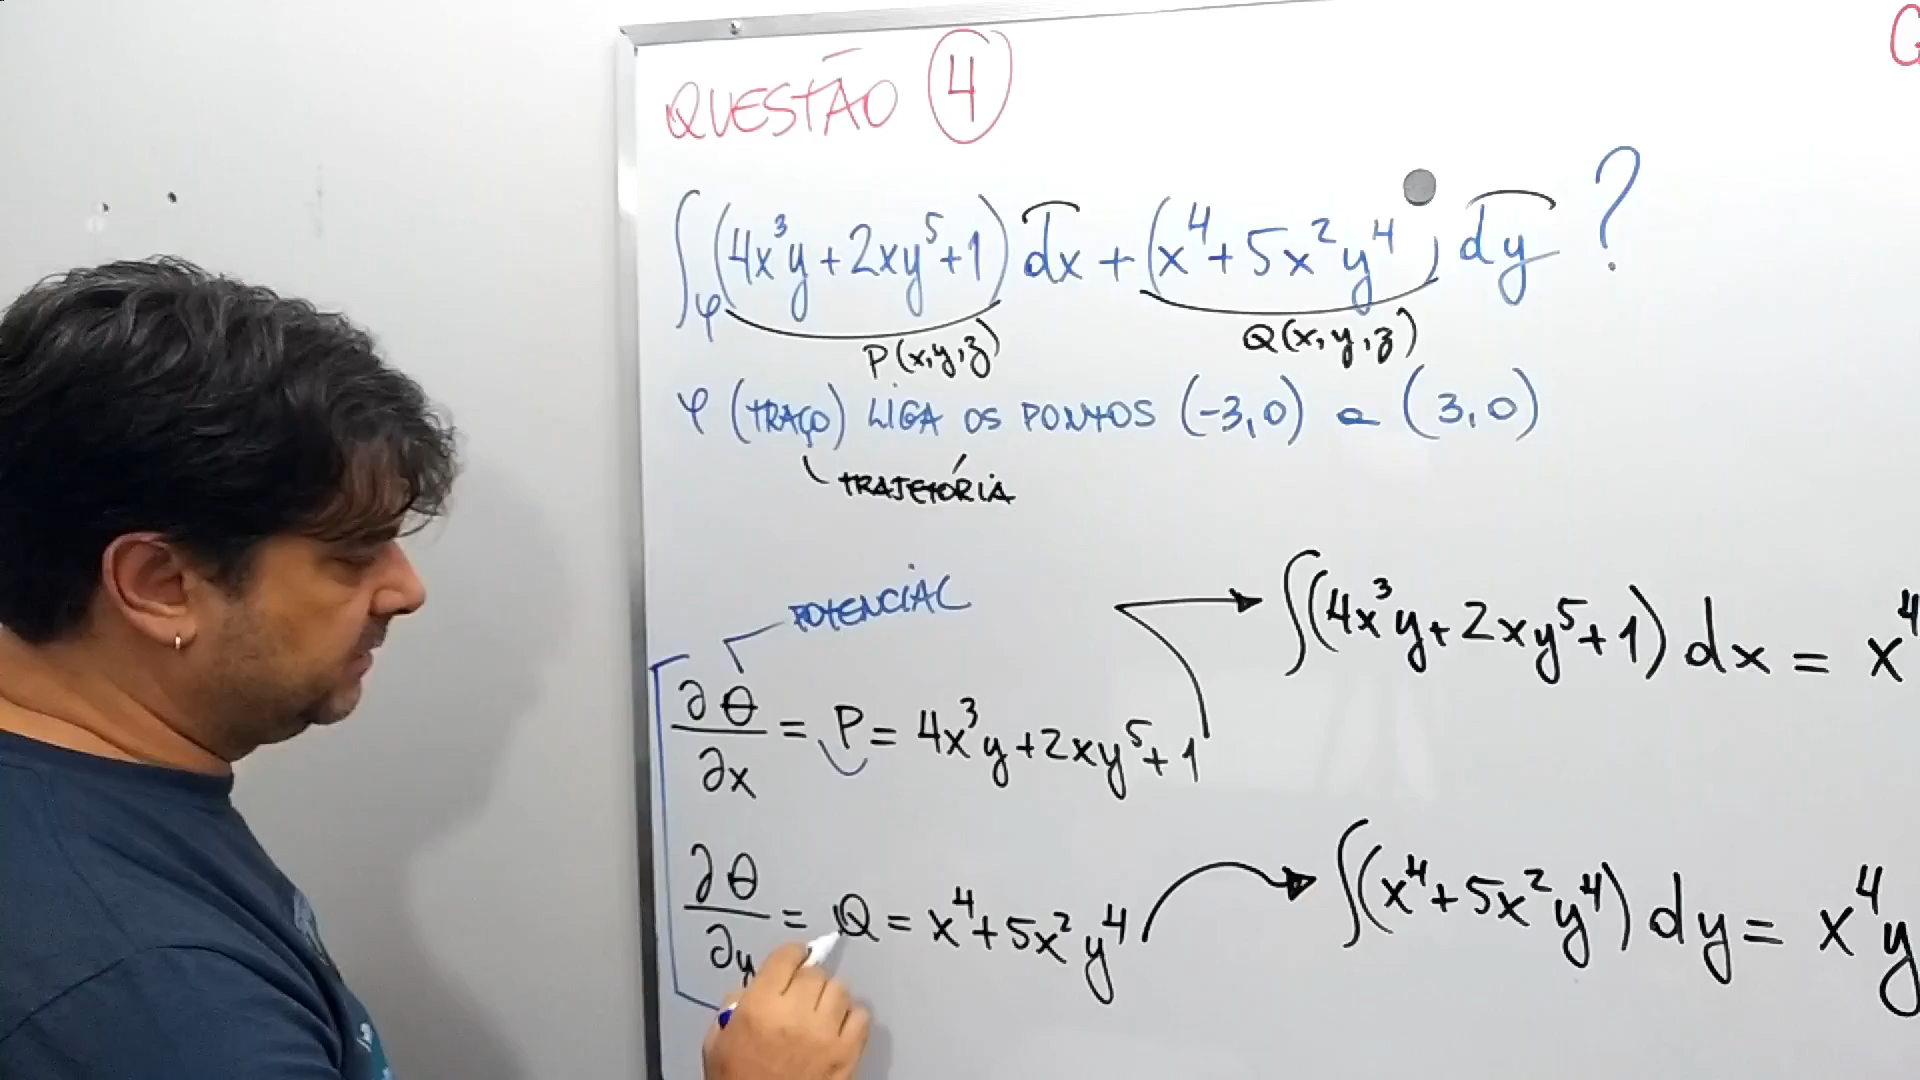 QUESTÃO 4
∫φ (4x³y + 2xy⁵ + 1) dx + (x⁴ + 5x²y⁴) dy ?
P(x,y,z) Q(x,y,z)
φ (TRAÇO) LIGA OS PONTOS (-3,0) a (3,0)
TRAJETÓRIA
POTENCIAL
∫(4x³y + 2xy⁵ + 1) dx = x⁴
∂θ/∂x = P = 4x³y + 2xy⁵ + 1
∫(x⁴ + 5x²y⁴) dy = x⁴y
∂θ/∂y = Q = x⁴ + 5x²y⁴